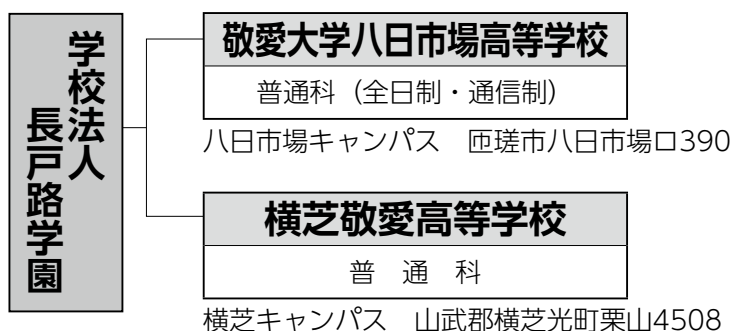 学校法人
長戸路学園
敬愛大学八日市場高等学校
普通科（全日制・通信制）
八日市場キャンパス　匝瑳市八日市場ロ390
横芝敬愛高等学校
普　通　科
横芝キャンパス　山武郡横芝光町栗山4508